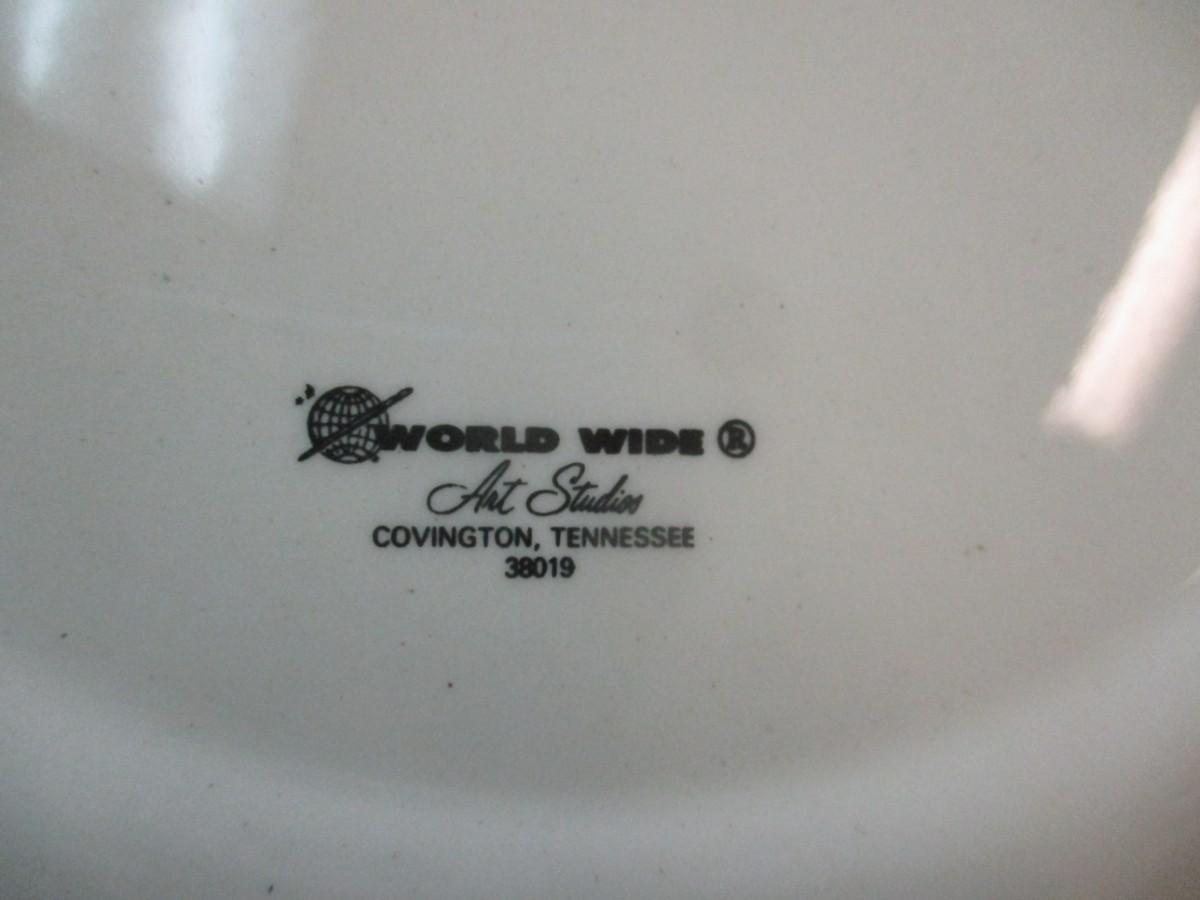 WORLD WIDE ®
Art Studios
COVINGTON, TENNESSEE
38019